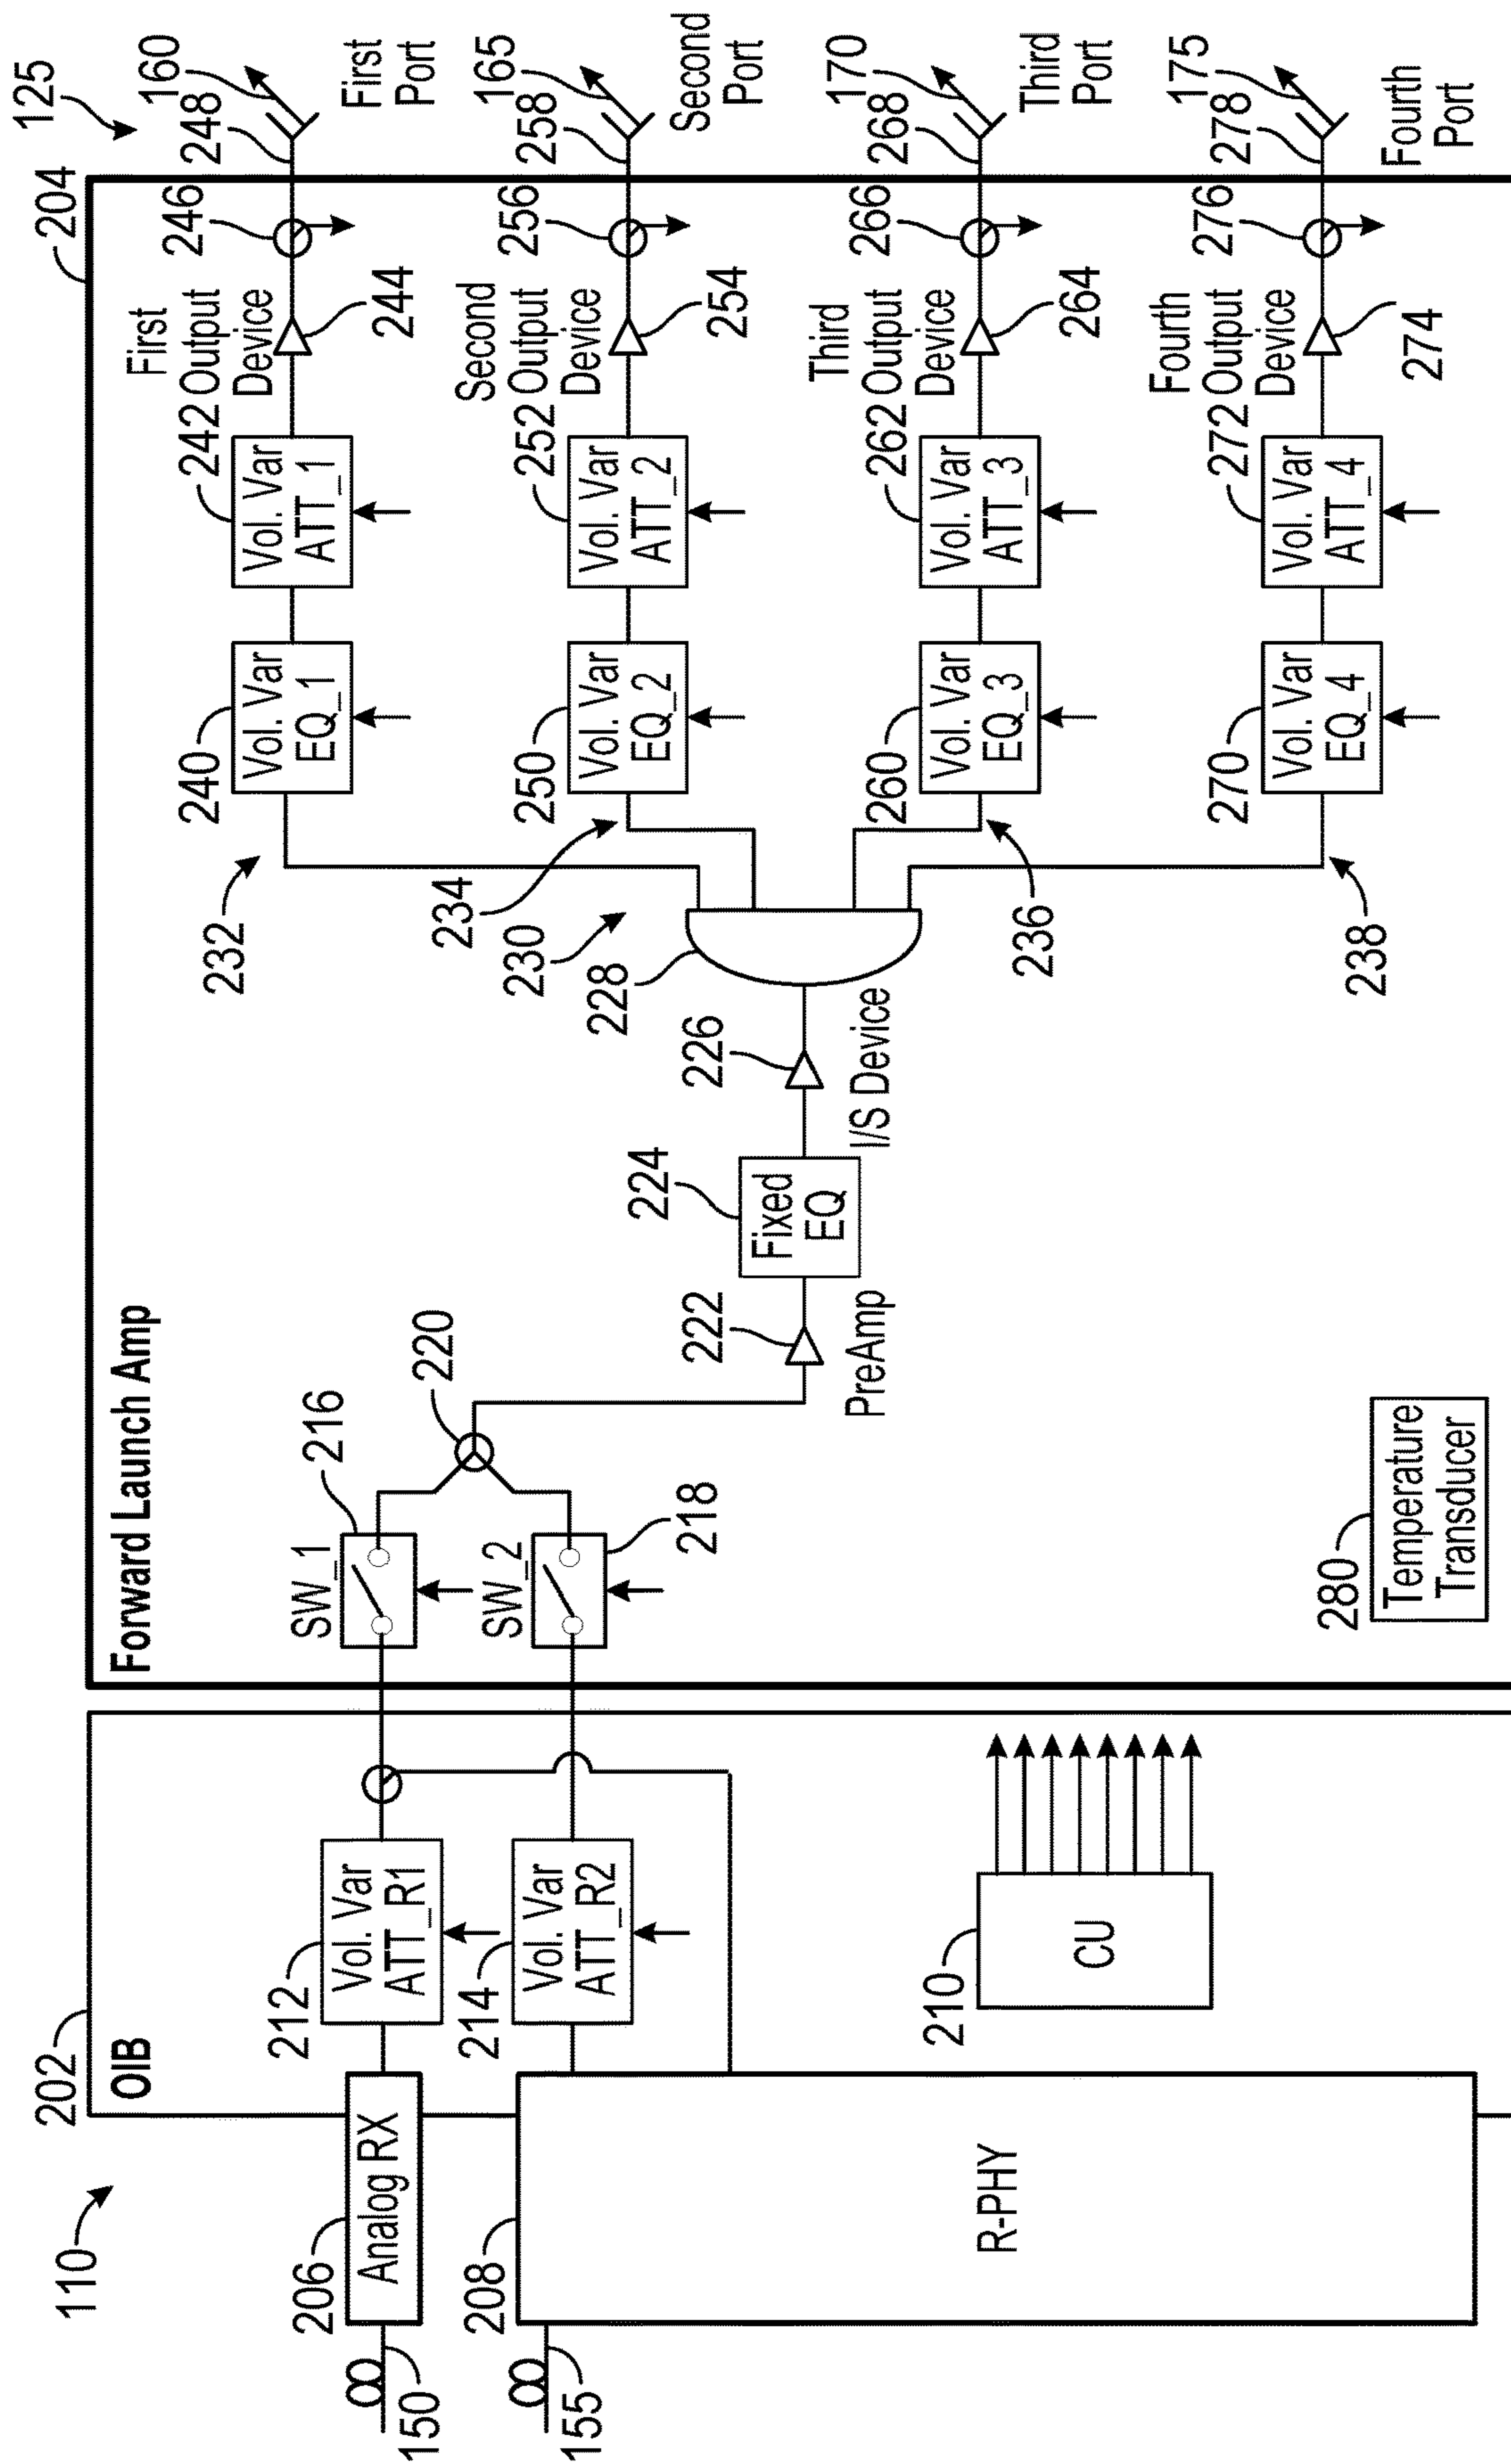 125
110
202
OIB
204
Forward Launch Amp
150
206
Analog RX
155
208
R-PHY
212
Vol. Var
ATT_R1
214
Vol. Var
ATT_R2
210
CU
SW_1
216
SW_2
218
220
222
PreAmp
224
Fixed
EQ
226
I/S Device
228
230
232
234
236
238
240
Vol. Var
EQ_1
242
Vol. Var
ATT_1
First
Output
Device
244
246
248
160
First
Port
250
Vol. Var
EQ_2
252
Vol. Var
ATT_2
Second
Output
Device
254
256
258
165
Second
Port
260
Vol. Var
EQ_3
262
Vol. Var
ATT_3
Third
Output
Device
264
266
268
170
Third
Port
270
Vol. Var
EQ_4
272
Vol. Var
ATT_4
Fourth
Output
Device
274
276
278
175
Fourth
Port
280
Temperature
Transducer